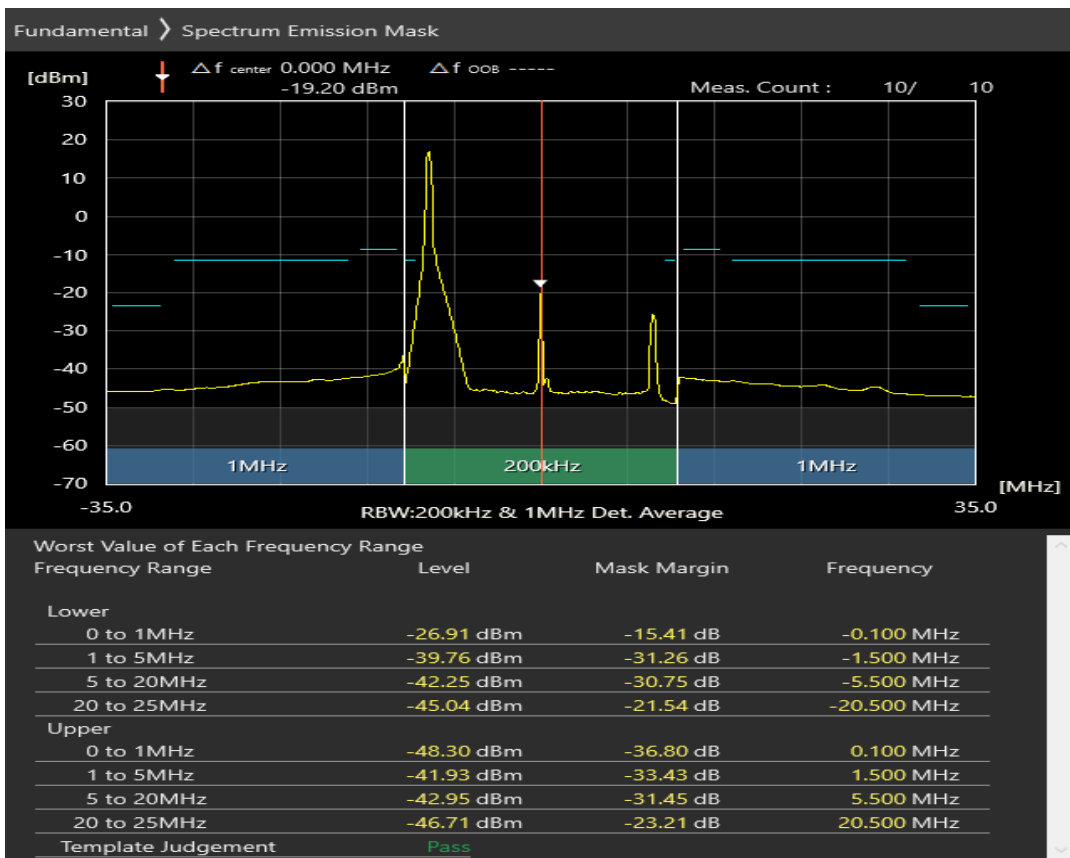 Fundamental 〉 Spectrum Emission Mask
[dBm] △f center 0.000 MHz △f OOB -----
-19.20 dBm Meas. Count : 10/ 10
30
20
10
0
-10
-20
-30
-40
-50
-60
-70
1MHz 200kHz 1MHz
[MHz]
-35.0 RBW:200kHz & 1MHz Det. Average 35.0
Worst Value of Each Frequency Range
Frequency Range Level Mask Margin Frequency
Lower
0 to 1MHz -26.91 dBm -15.41 dB -0.100 MHz
1 to 5MHz -39.76 dBm -31.26 dB -1.500 MHz
5 to 20MHz -42.25 dBm -30.75 dB -5.500 MHz
20 to 25MHz -45.04 dBm -21.54 dB -20.500 MHz
Upper
0 to 1MHz -48.30 dBm -36.80 dB 0.100 MHz
1 to 5MHz -41.93 dBm -33.43 dB 1.500 MHz
5 to 20MHz -42.95 dBm -31.45 dB 5.500 MHz
20 to 25MHz -46.71 dBm -23.21 dB 20.500 MHz
Template Judgement Pass